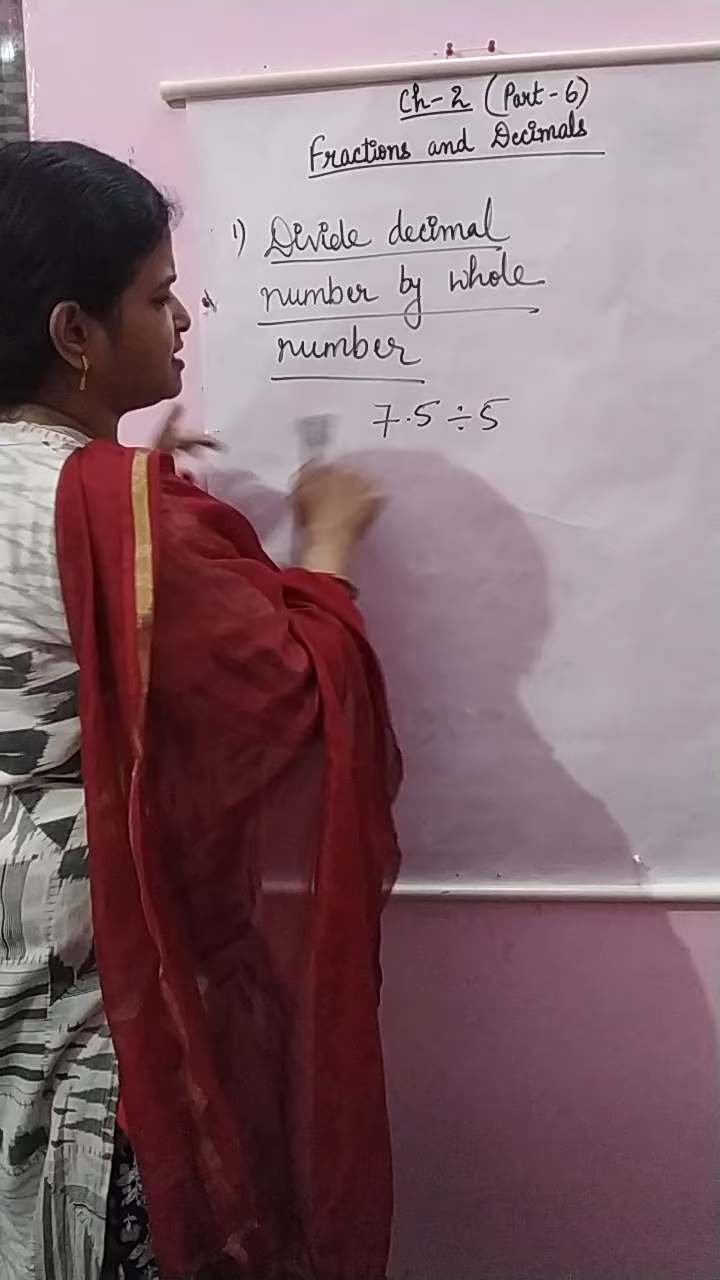 Ch-2 (Part-6)
Fractions and Decimals
1) Divide decimal
number by whole
number
7.5÷5